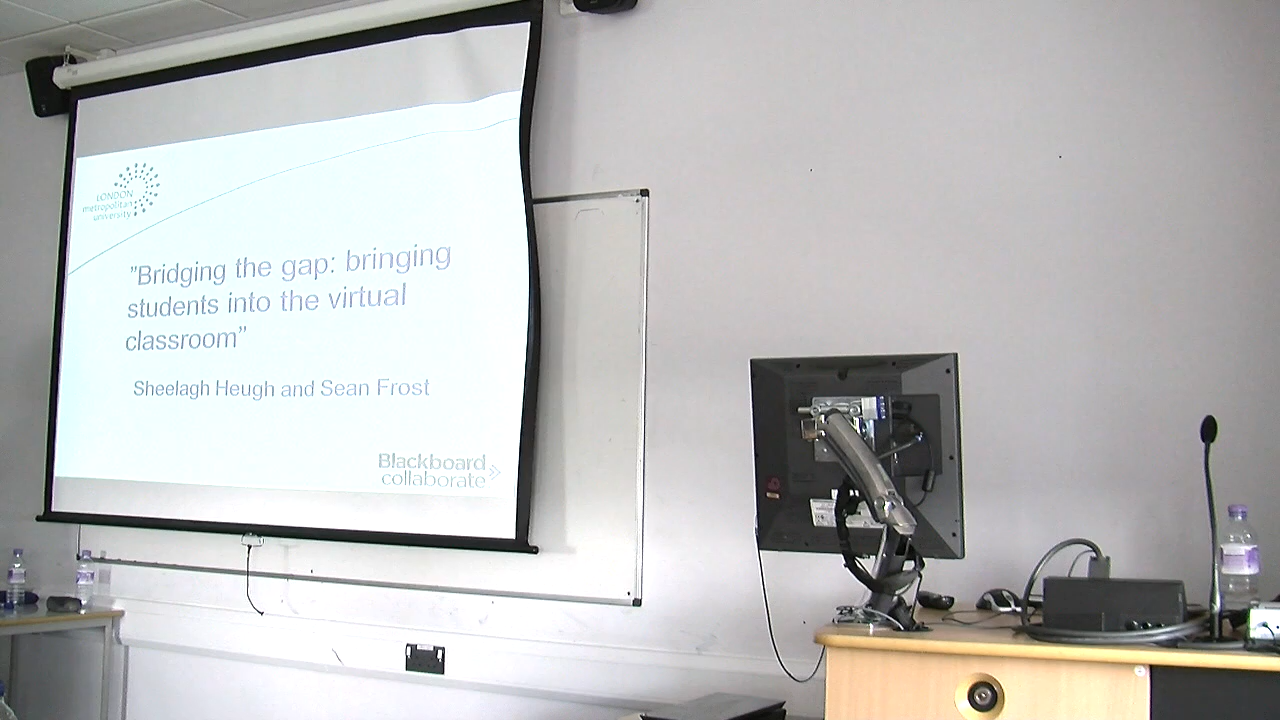 LONDON
metropolitan
university
"Bridging the gap: bringing
students into the virtual
classroom"
Sheelagh Heugh and Sean Frost
Blackboard
collaborate